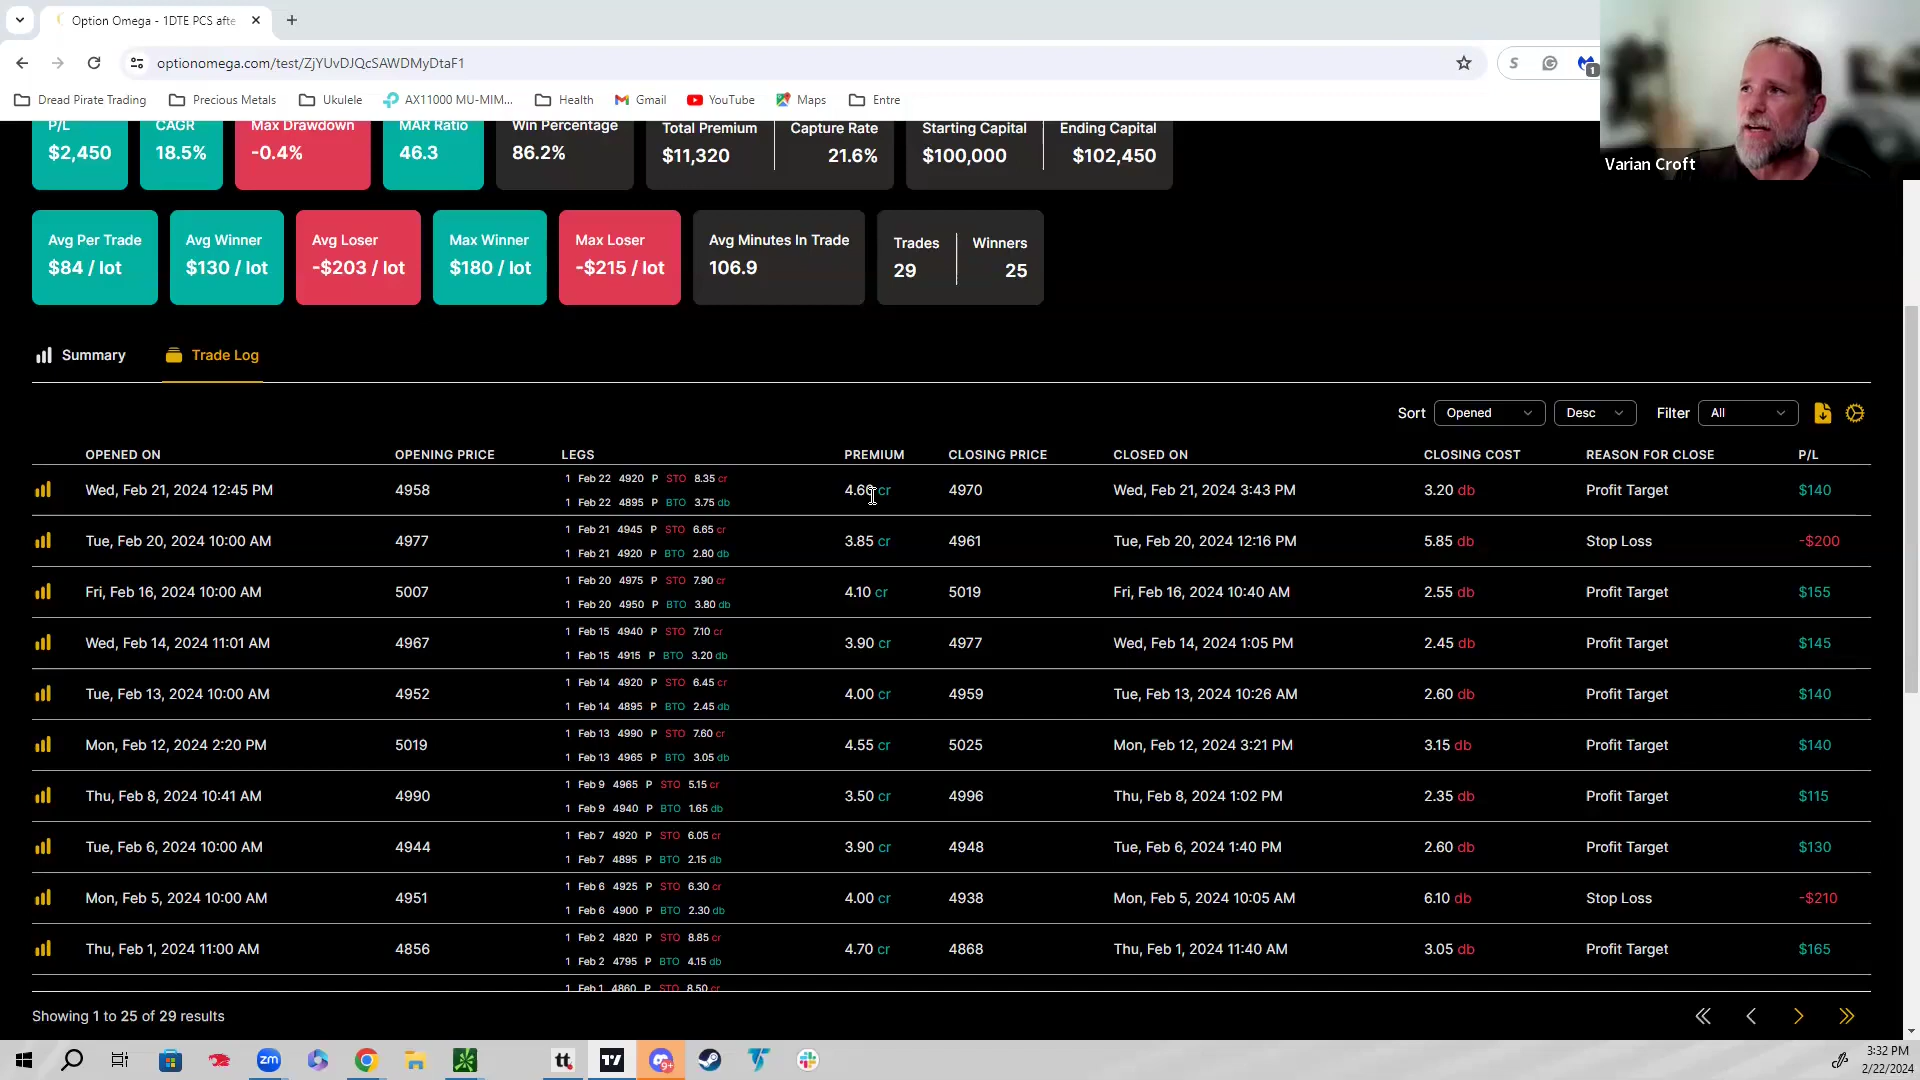 Option Omega - 1DTE PCS afte
optionomega.com/test/ZjYUvDJQcSAWDMyDtaF1
Dread Pirate Trading
Precious Metals
Ukulele
AX11000 MU-MIM...
Health
Gmail
YouTube
Maps
Entre
Varian Croft
P/L CAGR Max Drawdown MAR Ratio Win Percentage Total Premium Capture Rate Starting Capital Ending Capital
$2,450 18.5% -0.4% 46.3 86.2% $11,320 21.6% $100,000 $102,450
Avg Per Trade Avg Winner Avg Loser Max Winner Max Loser Avg Minutes In Trade Trades Winners
$84 / lot $130 / lot -$203 / lot $180 / lot -$215 / lot 106.9 29 25
Summary Trade Log
Sort Opened Desc Filter All
OPENED ON OPENING PRICE LEGS PREMIUM CLOSING PRICE CLOSED ON CLOSING COST REASON FOR CLOSE P/L
1 Feb 22 4920 P STO 8.35 cr
Wed, Feb 21, 2024 12:45 PM 4958 4.60 cr 4970 Wed, Feb 21, 2024 3:43 PM 3.20 db Profit Target $140
1 Feb 22 4895 P BTO 3.75 db
1 Feb 21 4945 P STO 6.65 cr
Tue, Feb 20, 2024 10:00 AM 4977 3.85 cr 4961 Tue, Feb 20, 2024 12:16 PM 5.85 db Stop Loss -$200
1 Feb 21 4920 P BTO 2.80 db
1 Feb 20 4975 P STO 7.90 cr
Fri, Feb 16, 2024 10:00 AM 5007 4.10 cr 5019 Fri, Feb 16, 2024 10:40 AM 2.55 db Profit Target $155
1 Feb 20 4950 P BTO 3.80 db
1 Feb 15 4940 P STO 7.10 cr
Wed, Feb 14, 2024 11:01 AM 4967 3.90 cr 4977 Wed, Feb 14, 2024 1:05 PM 2.45 db Profit Target $145
1 Feb 15 4915 P BTO 3.20 db
1 Feb 14 4920 P STO 6.45 cr
Tue, Feb 13, 2024 10:00 AM 4952 4.00 cr 4959 Tue, Feb 13, 2024 10:26 AM 2.60 db Profit Target $140
1 Feb 14 4895 P BTO 2.45 db
1 Feb 13 4990 P STO 7.60 cr
Mon, Feb 12, 2024 2:20 PM 5019 4.55 cr 5025 Mon, Feb 12, 2024 3:21 PM 3.15 db Profit Target $140
1 Feb 13 4965 P BTO 3.05 db
1 Feb 9 4965 P STO 5.15 cr
Thu, Feb 8, 2024 10:41 AM 4990 3.50 cr 4996 Thu, Feb 8, 2024 1:02 PM 2.35 db Profit Target $115
1 Feb 9 4940 P BTO 1.65 db
1 Feb 7 4920 P STO 6.05 cr
Tue, Feb 6, 2024 10:00 AM 4944 3.90 cr 4948 Tue, Feb 6, 2024 1:40 PM 2.60 db Profit Target $130
1 Feb 7 4895 P BTO 2.15 db
1 Feb 6 4925 P STO 6.30 cr
Mon, Feb 5, 2024 10:00 AM 4951 4.00 cr 4938 Mon, Feb 5, 2024 10:05 AM 6.10 db Stop Loss -$210
1 Feb 6 4900 P BTO 2.30 db
1 Feb 2 4820 P STO 8.85 cr
Thu, Feb 1, 2024 11:00 AM 4856 4.70 cr 4868 Thu, Feb 1, 2024 11:40 AM 3.05 db Profit Target $165
1 Feb 2 4795 P BTO 4.15 db
1 Feb 1 4860 P STO 8.50 cr
Showing 1 to 25 of 29 results
zm
tt
9+
3:32 PM
2/22/2024